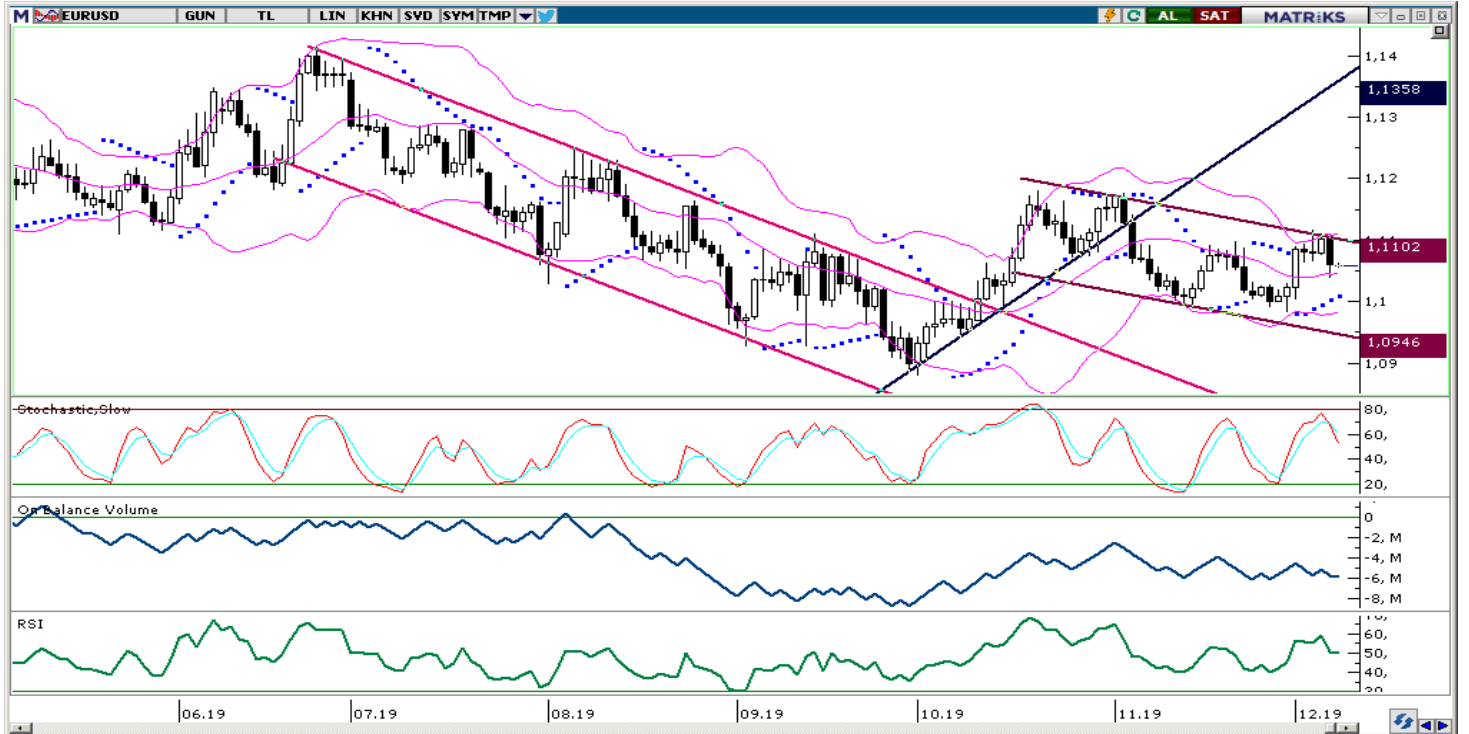 M EURUSD GUN TL LIN KHN SVD SYM TMP AL SAT MATRİKS
1,14
1,1358
1,13
1,12
1,1102
1,1
1,0946
1,09
Stochastic,Slow
80,
60,
40,
20,
On Balance Volume
0
-2, M
-4, M
-6, M
-8, M
RSI
60,
50,
40,
30
06.19 07.19 08.19 09.19 10.19 11.19 12.19